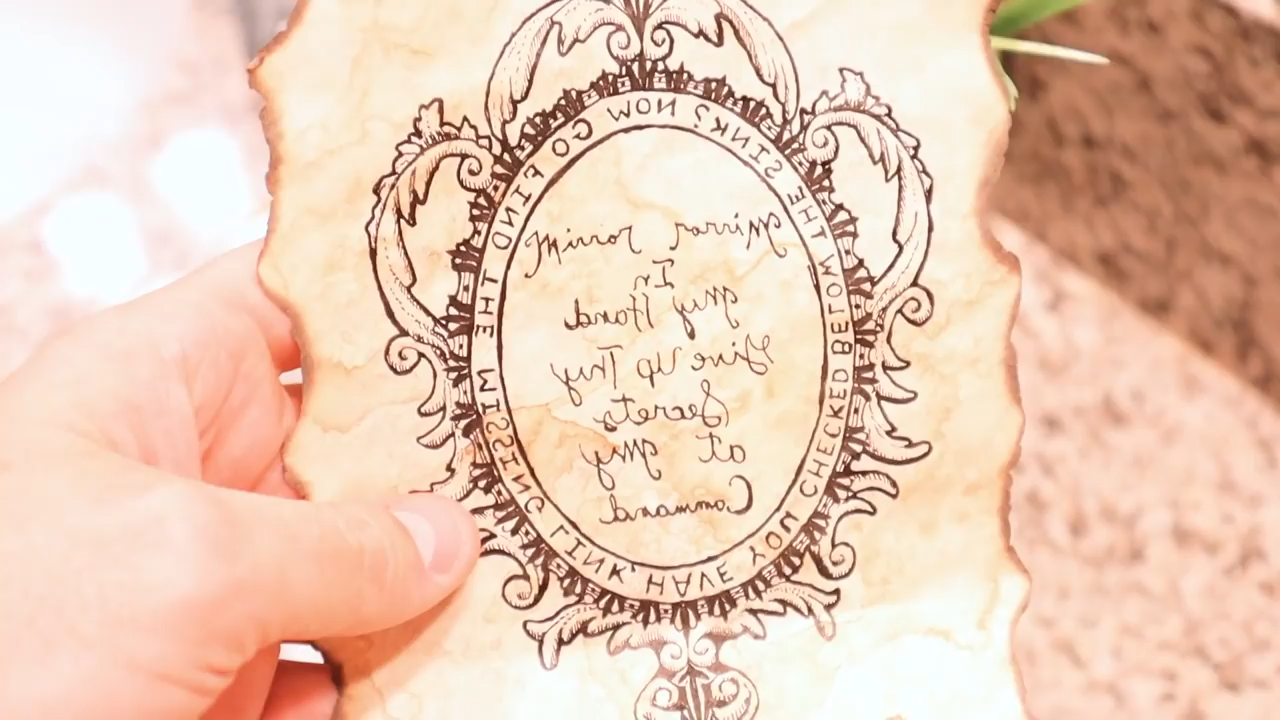 NOW GO FIND THE MISSING LINK, HAVE YOU CHECKED BELOW THE SINK?
Mirror Mirror
In
My Hand
Give Up Thy
Secrets
at My
Command